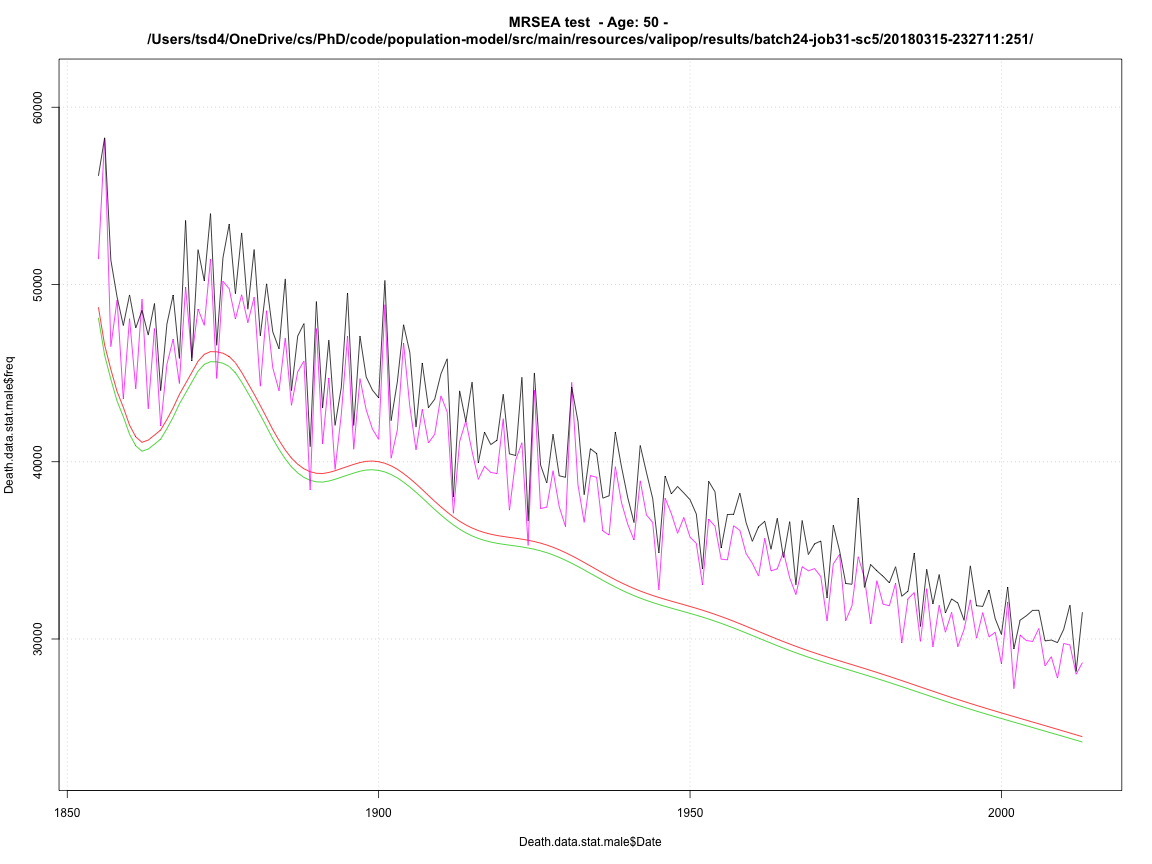 MRSEA test - Age: 50 -
/Users/tsd4/OneDrive/cs/PhD/code/population-model/src/main/resources/valipop/results/batch24-job31-sc5/20180315-232711:251/
60000
50000
40000
30000
Death.data.stat.male$freq
1850 1900 1950 2000
Death.data.stat.male$Date